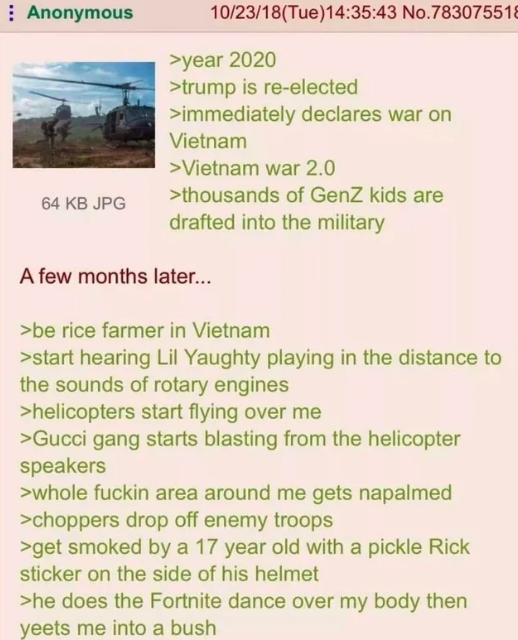 Anonymous 10/23/18(Tue)14:35:43 No.783075518
>year 2020
>trump is re-elected
>immediately declares war on
Vietnam
>Vietnam war 2.0
>thousands of GenZ kids are
drafted into the military
64 KB JPG
A few months later...
>be rice farmer in Vietnam
>start hearing Lil Yaughty playing in the distance to
the sounds of rotary engines
>helicopters start flying over me
>Gucci gang starts blasting from the helicopter
speakers
>whole fuckin area around me gets napalmed
>choppers drop off enemy troops
>get smoked by a 17 year old with a pickle Rick
sticker on the side of his helmet
>he does the Fortnite dance over my body then
yeets me into a bush